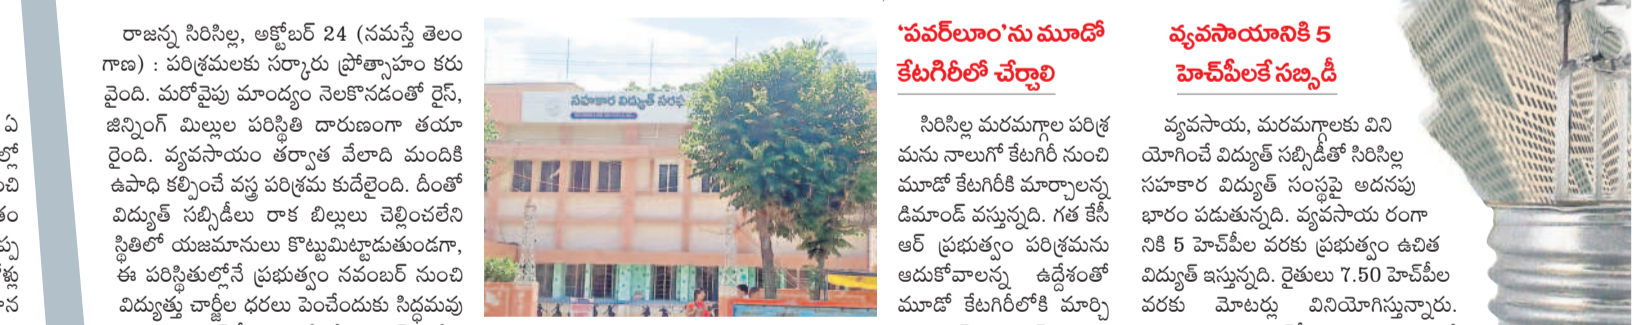 రాజన్న సిరిసిల్ల, అక్టోబర్ 24 (నమస్తే తెలం
గాణ) : పరిశ్రమలకు సర్కారు ప్రోత్సాహం కరు
వైంది. మరోవైపు మాంద్యం నెలకొనడంతో రైస్,
జిన్నింగ్ మిల్లుల పరిస్థితి దారుణంగా తయా
రైంది. వ్యవసాయం తర్వాత వేలాది మందికి
ఉపాధి కల్పించే వస్త్ర పరిశ్రమ కుదేలైంది. దీంతో
విద్యుత్ సబ్సిడీలు రాక బిల్లులు చెల్లించలేని
స్థితిలో యజమానులు కొట్టుమిట్టాడుతుండగా,
ఈ పరిస్థితుల్లోనే ప్రభుత్వం నవంబర్ నుంచి
విద్యుత్తు చార్జీల ధరలు పెంచేందుకు సిద్ధమవు
సహకార విద్యుత్ సరఫ
'పవర్‌లూం'ను మూడో
కేటగిరీలో చేర్చాలి
సిరిసిల్ల మరమగ్గాల పరిశ్ర
మను నాలుగో కేటగిరీ నుంచి
మూడో కేటగిరీకి మార్చాలన్న
డిమాండ్ వస్తున్నది. గత కేసీ
ఆర్ ప్రభుత్వం పరిశ్రమను
ఆదుకోవాలన్న ఉద్దేశంతో
మూడో కేటగిరీలోకి మార్చి
వ్యవసాయానికి 5
హెచ్‌పీలకే సబ్సిడీ
వ్యవసాయ, మరమగ్గాలకు విని
యోగించే విద్యుత్ సబ్సిడీతో సిరిసిల్ల
సహకార విద్యుత్ సంస్థపై అదనపు
భారం పడుతున్నది. వ్యవసాయ రంగా
నికి 5 హెచ్‌పీల వరకు ప్రభుత్వం ఉచిత
విద్యుత్ ఇస్తున్నది. రైతులు 7.50 హెచ్‌పీల
వరకు మోటర్లు వినియోగిస్తున్నారు.